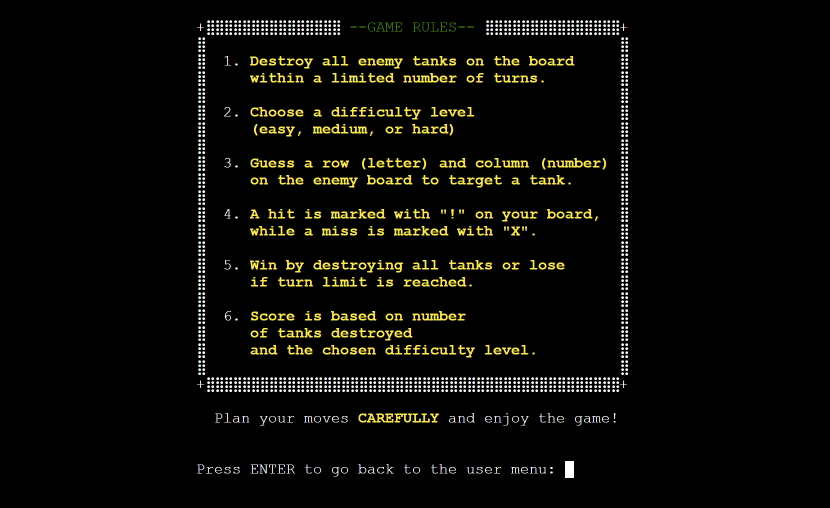 --GAME RULES--
1. Destroy all enemy tanks on the board
within a limited number of turns.
2. Choose a difficulty level
(easy, medium, or hard)
3. Guess a row (letter) and column (number)
on the enemy board to target a tank.
4. A hit is marked with "!" on your board,
while a miss is marked with "X".
5. Win by destroying all tanks or lose
if turn limit is reached.
6. Score is based on number
of tanks destroyed
and the chosen difficulty level.
Plan your moves CAREFULLY and enjoy the game!
Press ENTER to go back to the user menu: